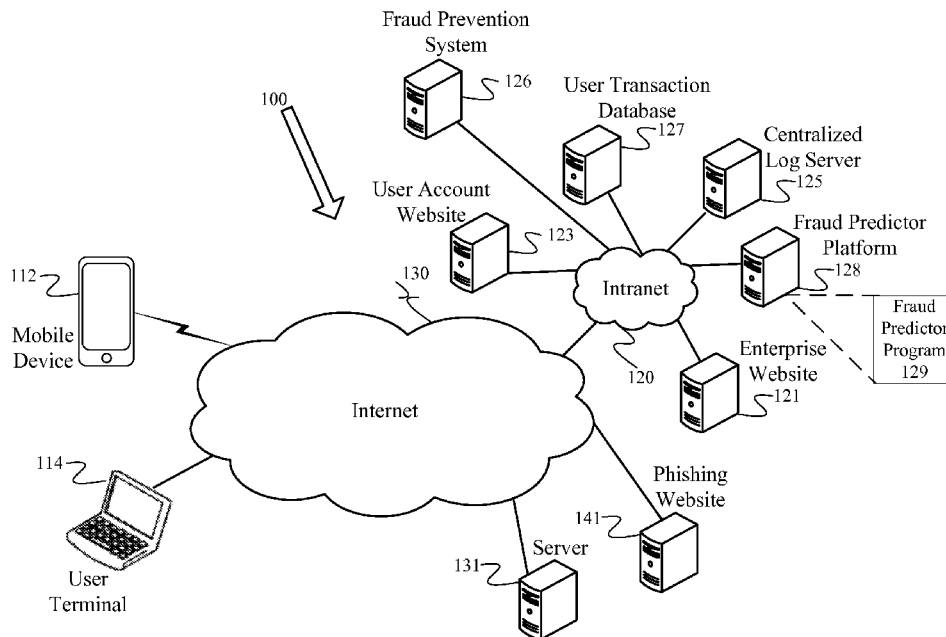 Fraud Prevention
System
126
100
User Transaction
Database
127
Centralized
Log Server
125
User Account
Website
123
Fraud Predictor
Platform
128
130
112
Mobile
Device
Intranet
Fraud
Predictor
Program
129
120
Enterprise
Website
121
Internet
114
User
Terminal
Phishing
Website
141
Server
131